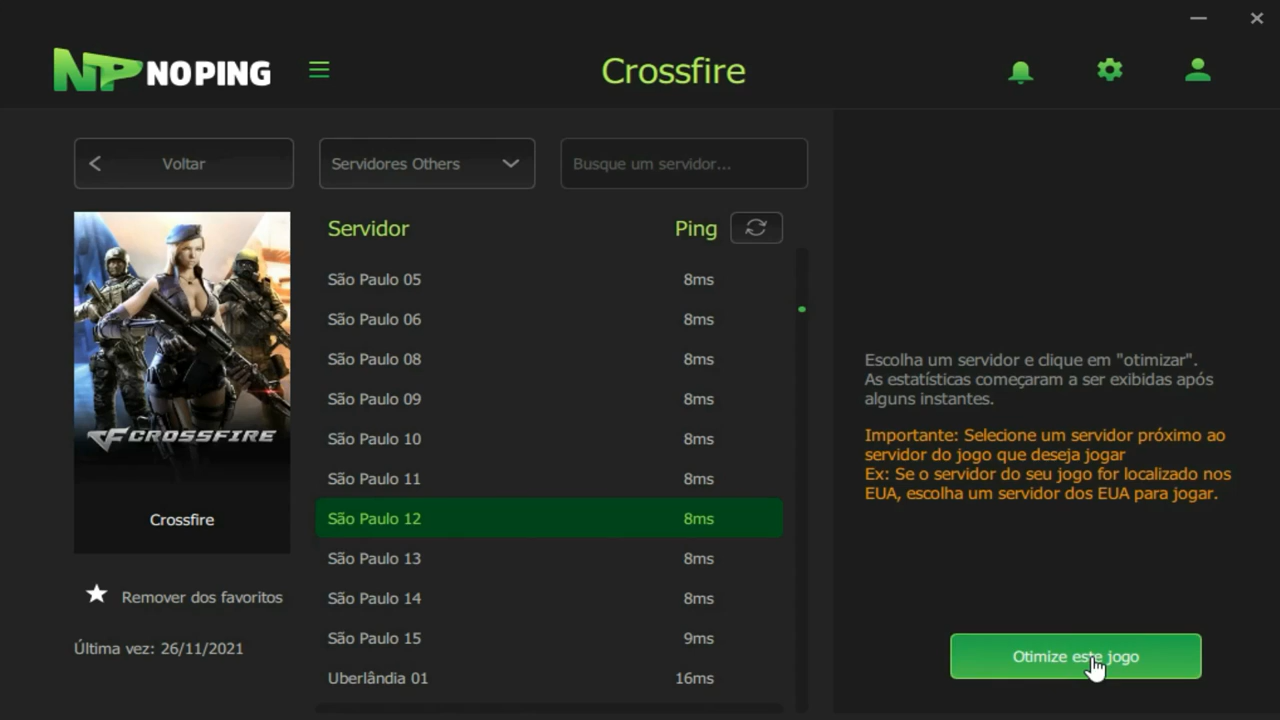 NP NOPING
Crossfire
Voltar
Servidores Others
Busque um servidor...
Servidor Ping
São Paulo 05 8ms
São Paulo 06 8ms
São Paulo 08 8ms
São Paulo 09 8ms
São Paulo 10 8ms
São Paulo 11 8ms
São Paulo 12 8ms
São Paulo 13 8ms
São Paulo 14 8ms
São Paulo 15 9ms
Uberlândia 01 16ms
CF CROSSFIRE
Crossfire
Remover dos favoritos
Última vez: 26/11/2021
Escolha um servidor e clique em "otimizar".
As estatísticas começaram a ser exibidas após
alguns instantes.
Importante: Selecione um servidor próximo ao
servidor do jogo que deseja jogar
Ex: Se o servidor do seu jogo for localizado nos
EUA, escolha um servidor dos EUA para jogar.
Otimize este jogo